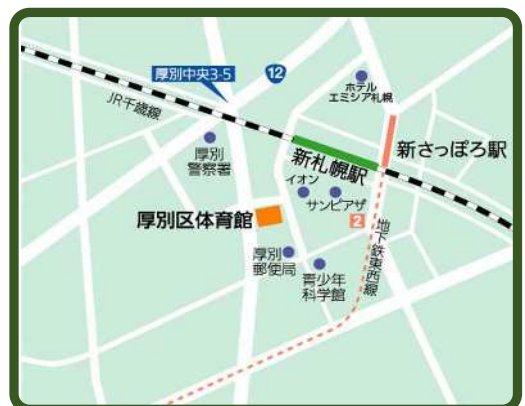 厚別中央3-5
12
ホテル
エミシア札幌
JR千歳線
厚別
警察署
新札幌駅
新さっぽろ駅
イオン
サンピアザ
2
厚別区体育館
地下鉄東西線
厚別
郵便局
青少年
科学館